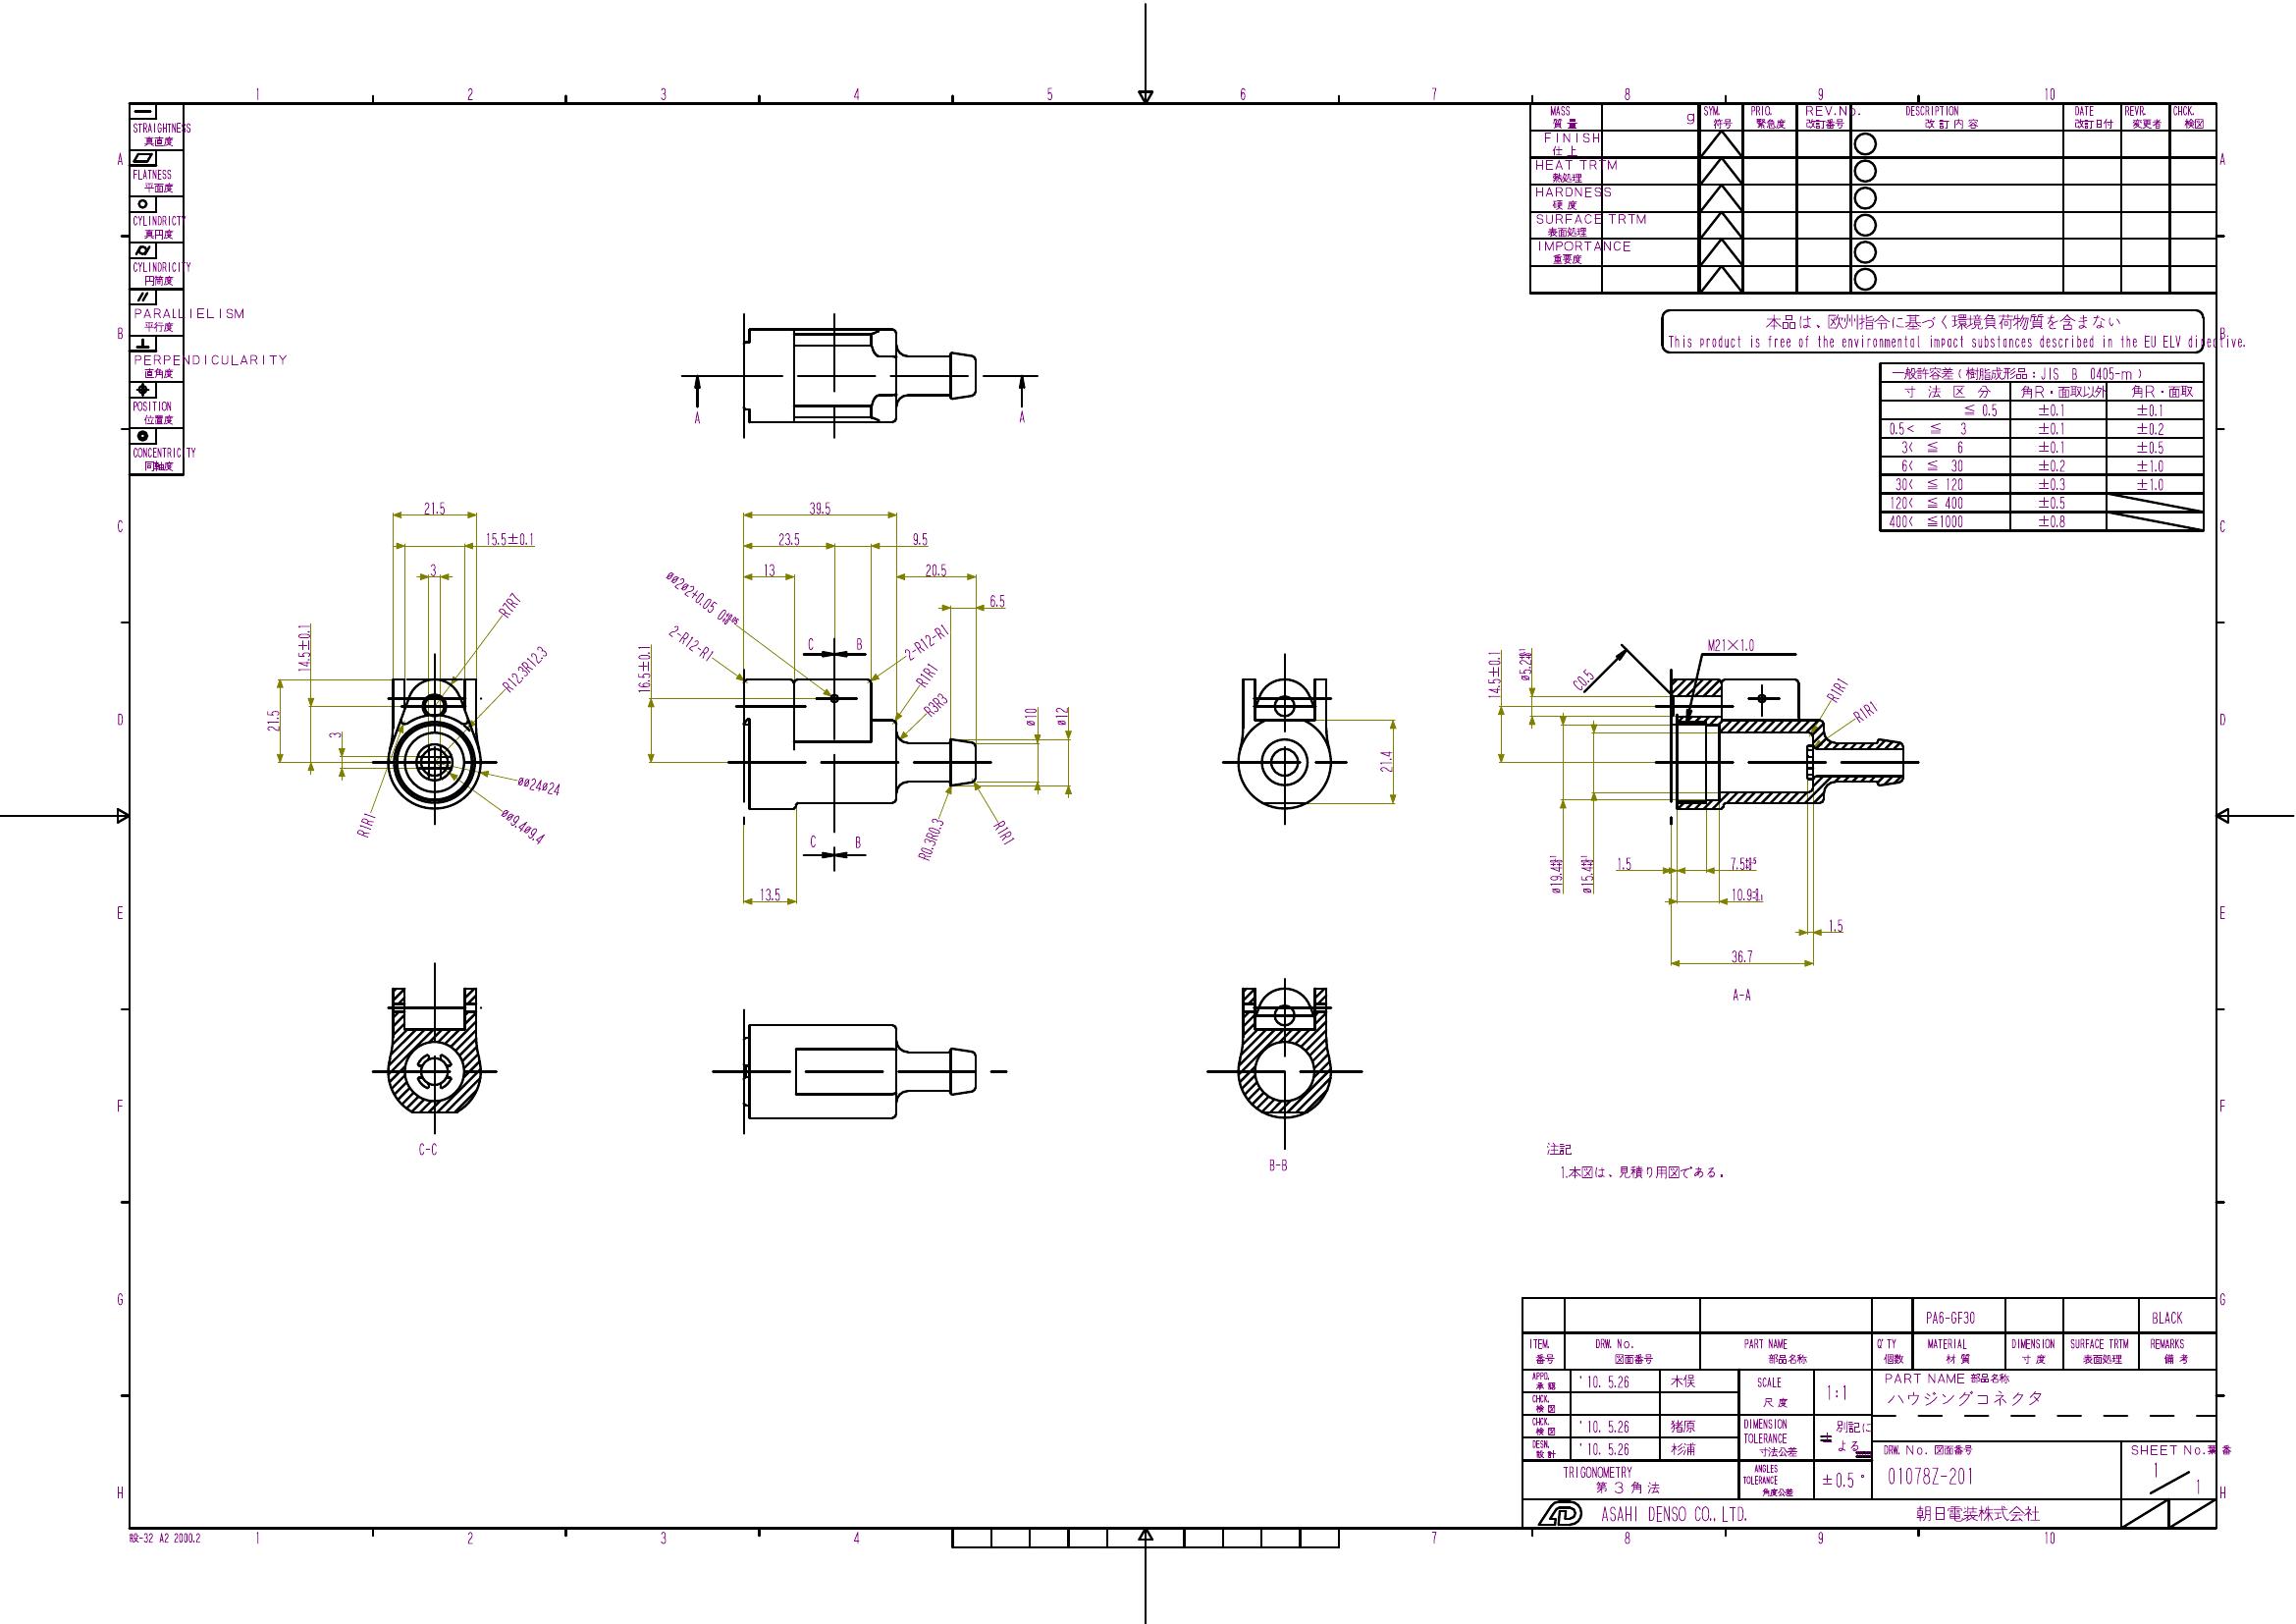 1 2 3 4 5 6 7 8 9 10
A B C D E F G H
STRAIGHTNESS
真直度
FLATNESS
平面度
CYLINDRICTY
真円度
CYLINDRICITY
円筒度
PARALLIELISM
平行度
PERPENDICULARITY
直角度
POSITION
位置度
CONCENTRICITY
同軸度
MASS g SYM. PRIO. REV.No. DESCRIPTION DATE REVR. CHCK.
質量 符号 緊急度 改訂番号 改訂内容 改訂日付 変更者 検図
FINISH
仕上
HEAT TRTM
熱処理
HARDNESS
硬度
SURFACE TRTM
表面処理
IMPORTANCE
重要度
本品は、欧州指令に基づく環境負荷物質を含まない
This product is free of the environmental impact substances described in the EU ELV directive.
一般許容差(樹脂成形品:JIS B 0405-m)
寸法区分 角R・面取以外 角R・面取
≦ 0.5 ±0.1 ±0.1
0.5< ≦ 3 ±0.1 ±0.2
3< ≦ 6 ±0.1 ±0.5
6< ≦ 30 ±0.2 ±1.0
30< ≦ 120 ±0.3 ±1.0
120< ≦ 400 ±0.5
400< ≦1000 ±0.8
A A
21.5
15.5±0.1
3
R7R7
14.5±0.1
R12.3R12.3
21.5
3
øø24ø24
R1R1
øø9.4ø9.4
39.5
23.5 9.5
13 20.5
6.5
2-R12-R1
C B
2-R12-R1
16.5±0.1
R1R1
R3R3
ø10
ø12
R0.3R0.3
R1R1
C B
13.5
21.4
M21×1.0
C0.5
14.5±0.1
R1R1
R1R1
1.5
1.5
36.7
A-A
C-C
B-B
注記
1.本図は、見積り用図である.
PA6-GF30 BLACK
ITEM. DRW. No. PART NAME Q'TY MATERIAL DIMENSION SURFACE TRTM REMARKS
番号 図面番号 部品名称 個数 材質 寸度 表面処理 備考
APPD. 承認 '10. 5.26 木俣
CHCK. 検図
CHCK. 検図 '10. 5.26 猪原
DESN. 設計 '10. 5.26 杉浦
SCALE 尺度 1:1
DIMENSION TOLERANCE 寸法公差 ± 別記による
TRIGONOMETRY
第3角法
ANGLES TOLERANCE 角度公差 ±0.5°
PART NAME 部品名称
ハウジングコネクタ
DRW. No. 図面番号
01078Z-201
SHEET No.葉番
1/1
ASAHI DENSO CO., LTD. 朝日電装株式会社
1 2 3 4 7 8 9 10